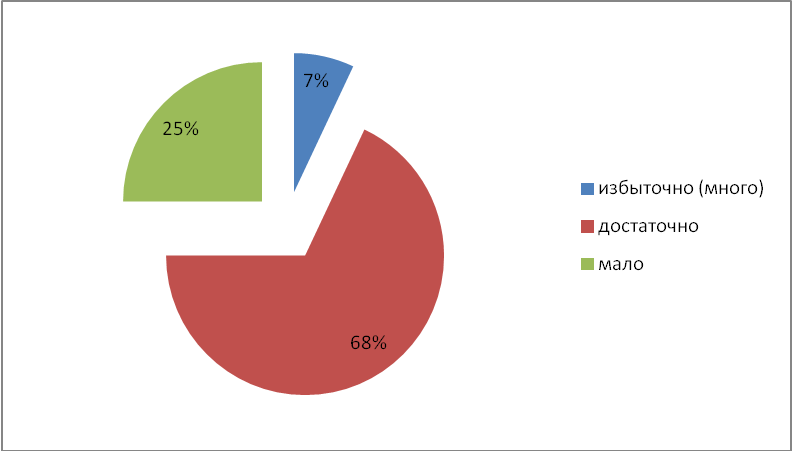 7%
25%
68%
избыточно (много)
достаточно
мало